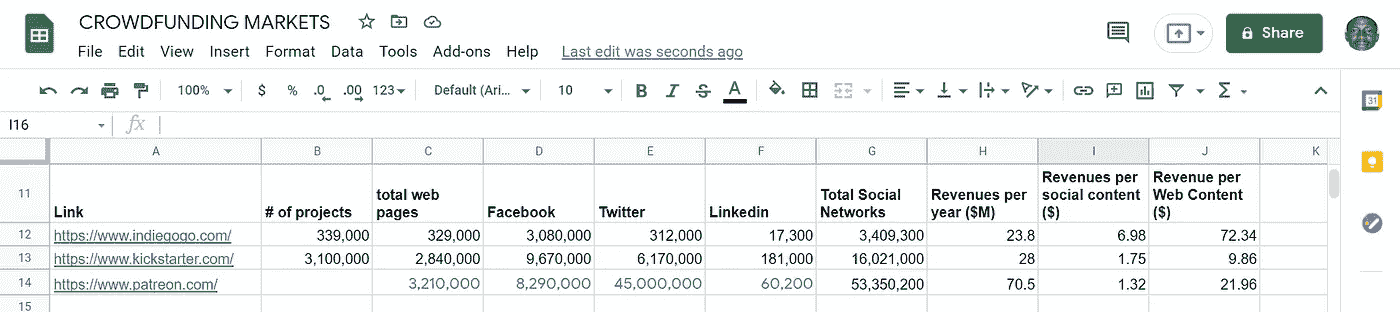 CROWDFUNDING MARKETS
File Edit View Insert Format Data Tools Add-ons Help Last edit was seconds ago
Share
100% $ % .0 .00 123 Default (Ari... 10 B I S A Σ
31
I16 fx
A B C D E F G H I J K
11 Link # of projects total web pages Facebook Twitter Linkedin Total Social Networks Revenues per year ($M) Revenues per social content ($) Revenue per Web Content ($)
12 https://www.indiegogo.com/ 339,000 329,000 3,080,000 312,000 17,300 3,409,300 23.8 6.98 72.34
13 https://www.kickstarter.com/ 3,100,000 2,840,000 9,670,000 6,170,000 181,000 16,021,000 28 1.75 9.86
14 https://www.patreon.com/ 3,210,000 8,290,000 45,000,000 60,200 53,350,200 70.5 1.32 21.96
15